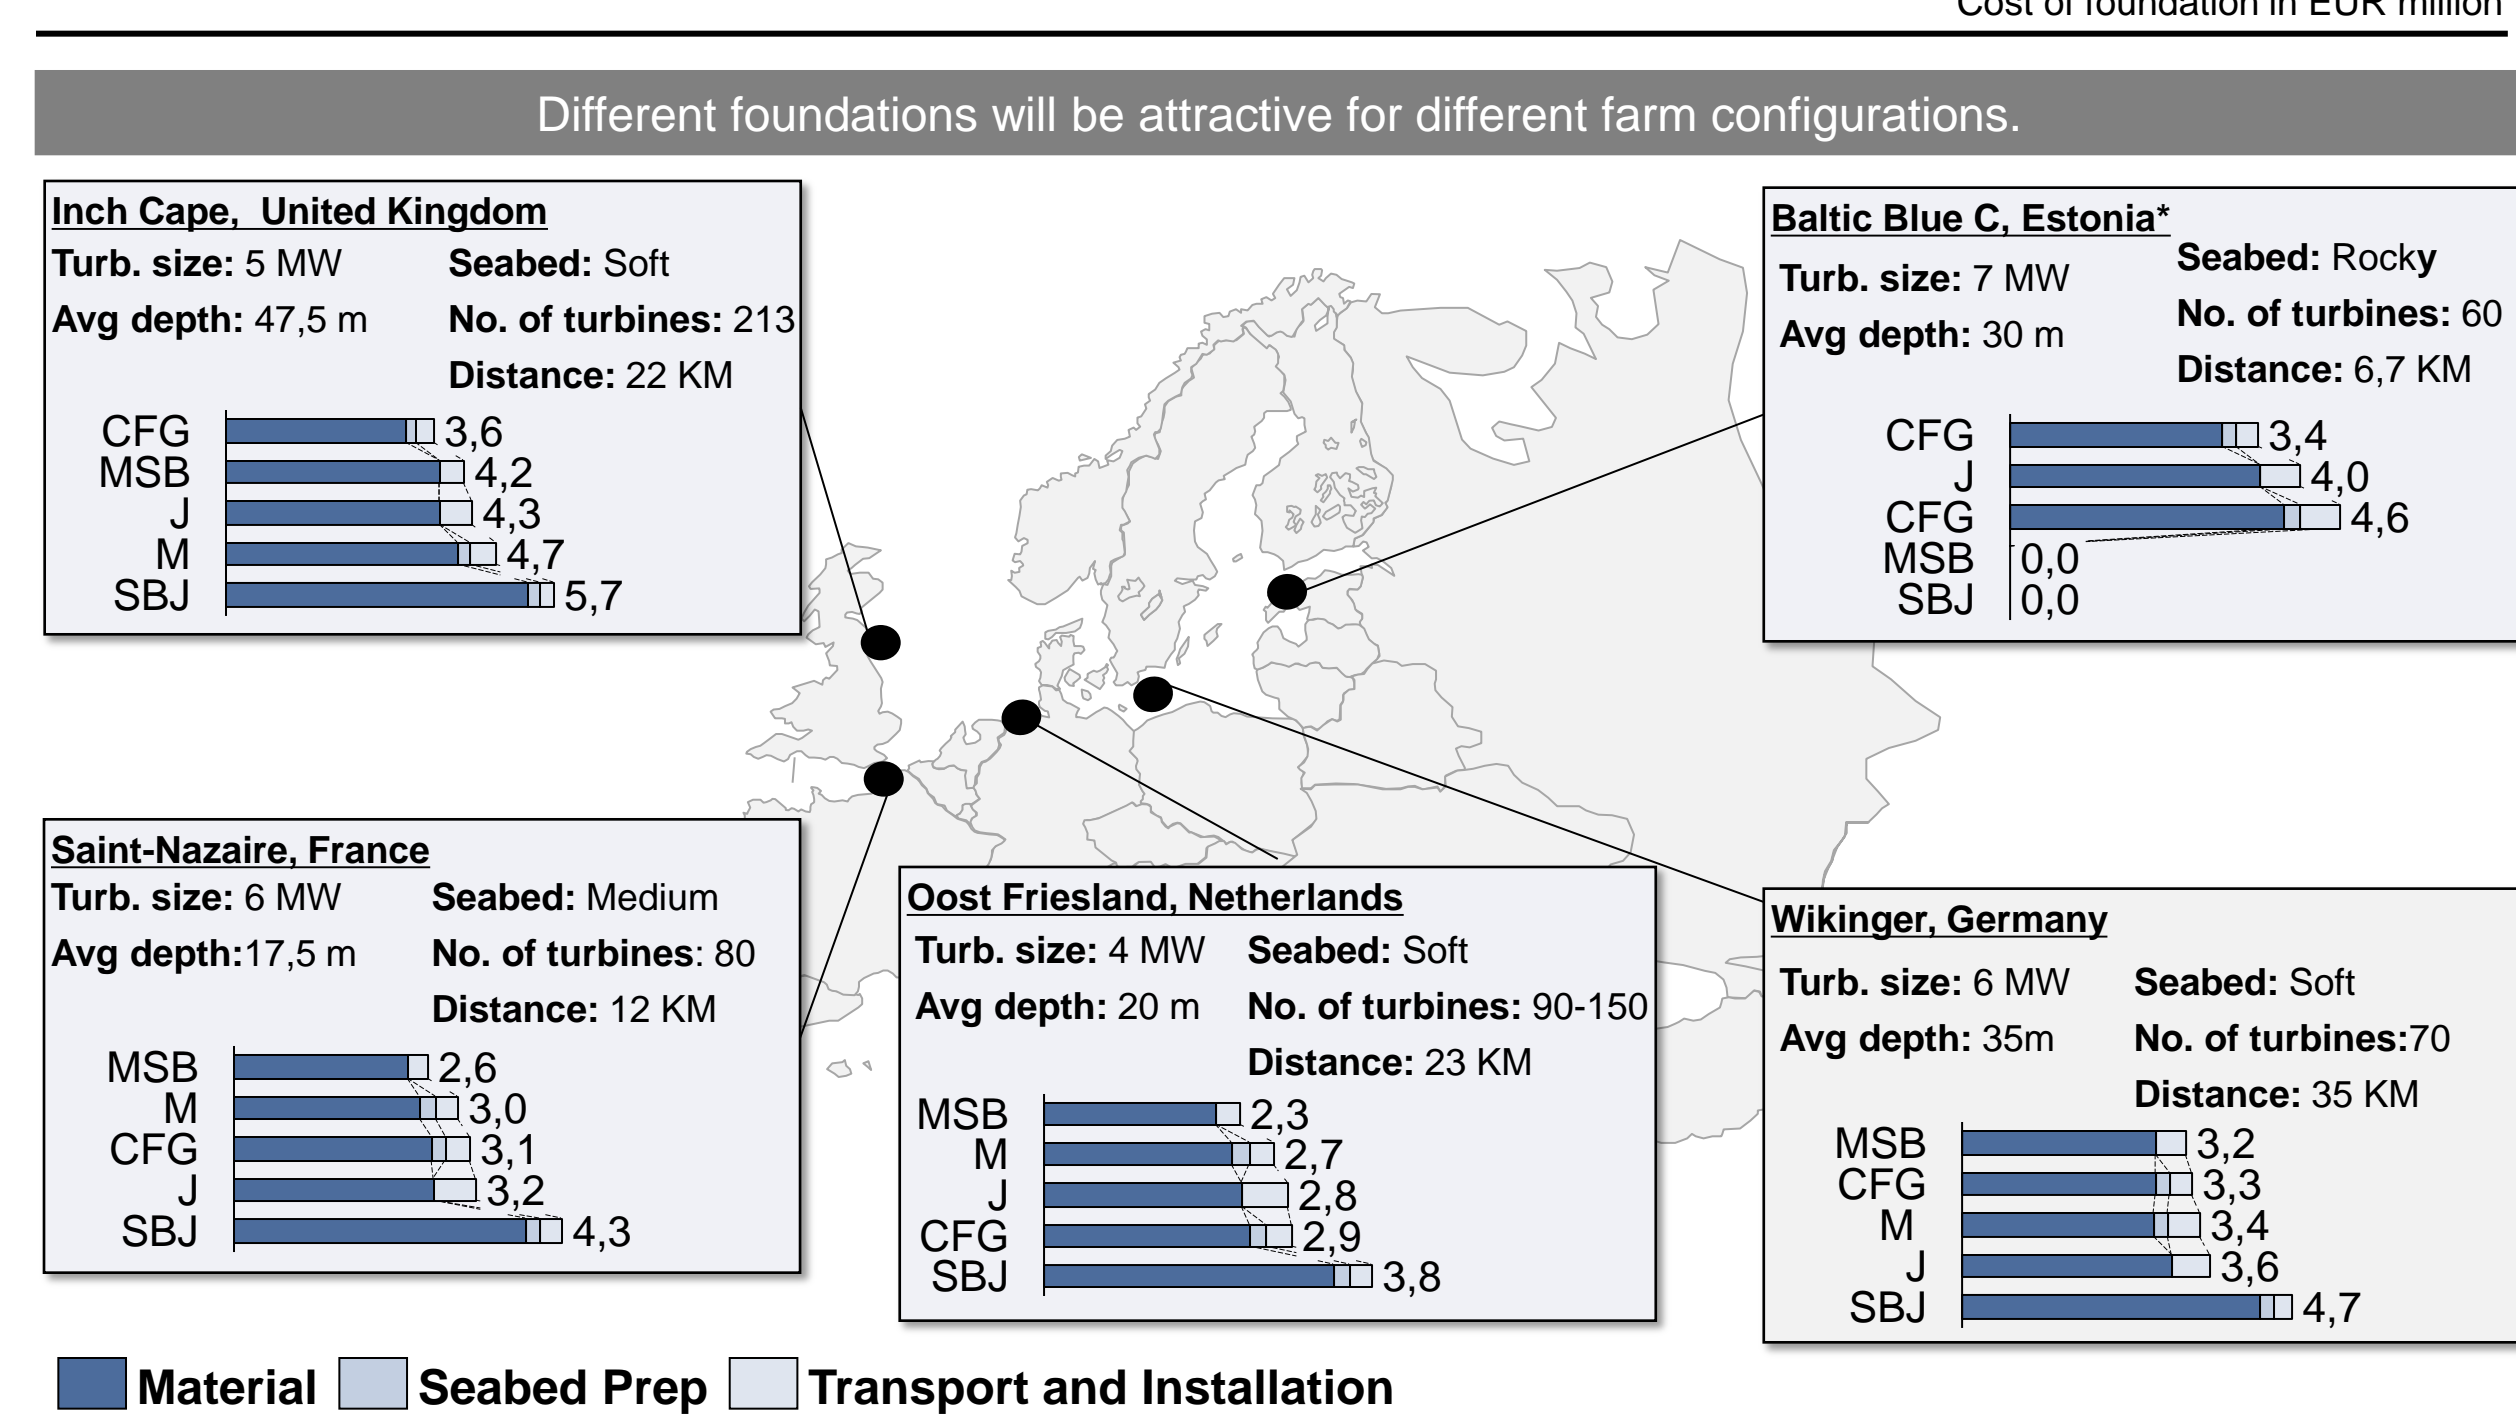 Cost of foundation in EUR million
Different foundations will be attractive for different farm configurations.
Inch Cape,  United Kingdom
Turb. size: 5 MW
Seabed: Soft
Avg depth: 47,5 m
No. of turbines: 213
Distance: 22 KM
CFG 3,6
MSB 4,2
J 4,3
M 4,7
SBJ 5,7
Baltic Blue C, Estonia*
Turb. size: 7 MW
Seabed: Rocky
Avg depth: 30 m
No. of turbines: 60
Distance: 6,7 KM
CFG 3,4
J 4,0
CFG 4,6
MSB 0,0
SBJ 0,0
Saint-Nazaire, France
Turb. size: 6 MW
Seabed: Medium
Avg depth:17,5 m
No. of turbines: 80
Distance: 12 KM
MSB 2,6
M 3,0
CFG 3,1
J 3,2
SBJ 4,3
Oost Friesland, Netherlands
Turb. size: 4 MW
Seabed: Soft
Avg depth: 20 m
No. of turbines: 90-150
Distance: 23 KM
MSB 2,3
M 2,7
J 2,8
CFG 2,9
SBJ 3,8
Wikinger, Germany
Turb. size: 6 MW
Seabed: Soft
Avg depth: 35m
No. of turbines:70
Distance: 35 KM
MSB 3,2
CFG 3,3
M 3,4
J 3,6
SBJ 4,7
Material
Seabed Prep
Transport and Installation